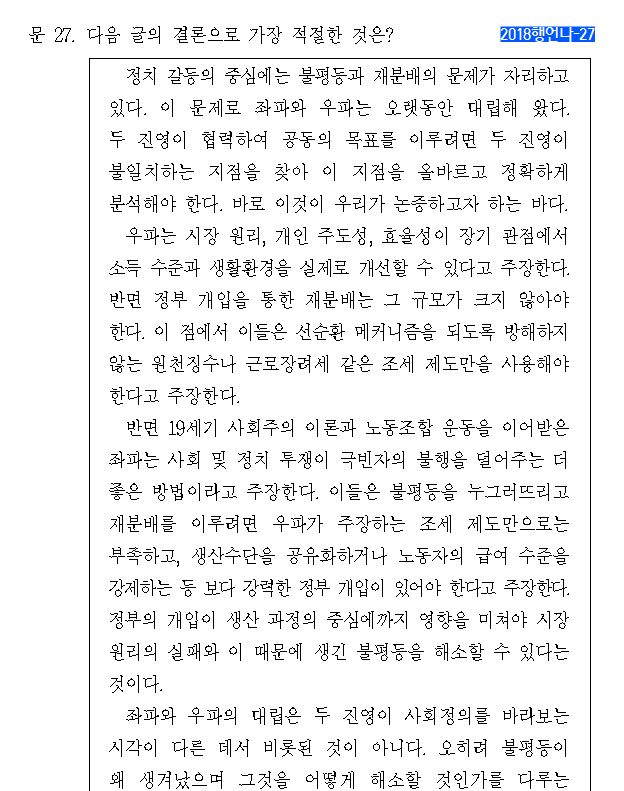 문 27. 다음 글의 결론으로 가장 적절한 것은?
2018행언나-27
정치 갈등의 중심에는 불평등과 재분배의 문제가 자리하고
있다. 이 문제로 좌파와 우파는 오랫동안 대립해 왔다.
두 진영이 협력하여 공동의 목표를 이루려면 두 진영이
불일치하는 지점을 찾아 이 지점을 올바르고 정확하게
분석해야 한다. 바로 이것이 우리가 논증하고자 하는 바다.
우파는 시장 원리, 개인 주도성, 효율성이 장기 관점에서
소득 수준과 생활환경을 실제로 개선할 수 있다고 주장한다.
반면 정부 개입을 통한 재분배는 그 규모가 크지 않아야
한다. 이 점에서 이들은 선순환 메커니즘을 되도록 방해하지
않는 원천징수나 근로장려세 같은 조세 제도만을 사용해야
한다고 주장한다.
반면 19세기 사회주의 이론과 노동조합 운동을 이어받은
좌파는 사회 및 정치 투쟁이 극빈자의 불행을 덜어주는 더
좋은 방법이라고 주장한다. 이들은 불평등을 누그러뜨리고
재분배를 이루려면 우파가 주장하는 조세 제도만으로는
부족하고, 생산수단을 공유화하거나 노동자의 급여 수준을
강제하는 등 보다 강력한 정부 개입이 있어야 한다고 주장한다.
정부의 개입이 생산 과정의 중심에까지 영향을 미쳐야 시장
원리의 실패와 이 때문에 생긴 불평등을 해소할 수 있다는
것이다.
좌파와 우파의 대립은 두 진영이 사회정의를 바라보는
시각이 다른 데서 비롯된 것이 아니다. 오히려 불평등이
왜 생겨났으며 그것을 어떻게 해소할 것인가를 다루는